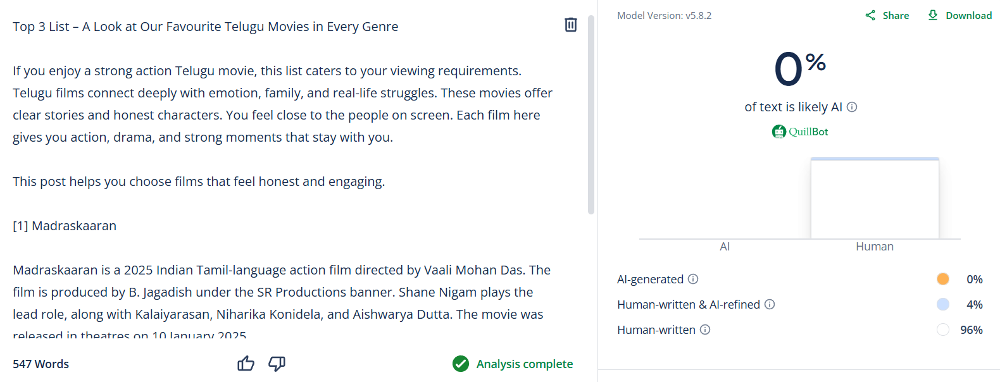 Top 3 List – A Look at Our Favourite Telugu Movies in Every Genre
If you enjoy a strong action Telugu movie, this list caters to your viewing requirements.
Telugu films connect deeply with emotion, family, and real-life struggles. These movies offer
clear stories and honest characters. You feel close to the people on screen. Each film here
gives you action, drama, and strong moments that stay with you.
This post helps you choose films that feel honest and engaging.
[1] Madraskaaran
Madraskaaran is a 2025 Indian Tamil-language action film directed by Vaali Mohan Das. The
film is produced by B. Jagadish under the SR Productions banner. Shane Nigam plays the
lead role, along with Kalaiyarasan, Niharika Konidela, and Aishwarya Dutta. The movie was
released in theatres on 10 January 2025.
547 Words
Analysis complete
Model Version: v5.8.2
Share
Download
0%
of text is likely AI
QuillBot
AI
Human
AI-generated 0%
Human-written & AI-refined 4%
Human-written 96%